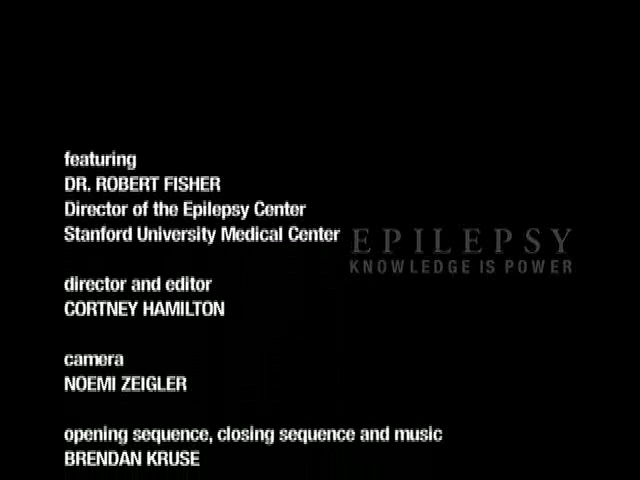 featuring
DR. ROBERT FISHER
Director of the Epilepsy Center
Stanford University Medical Center
EPILEPSY
KNOWLEDGE IS POWER
director and editor
CORTNEY HAMILTON
camera
NOEMI ZEIGLER
opening sequence, closing sequence and music
BRENDAN KRUSE